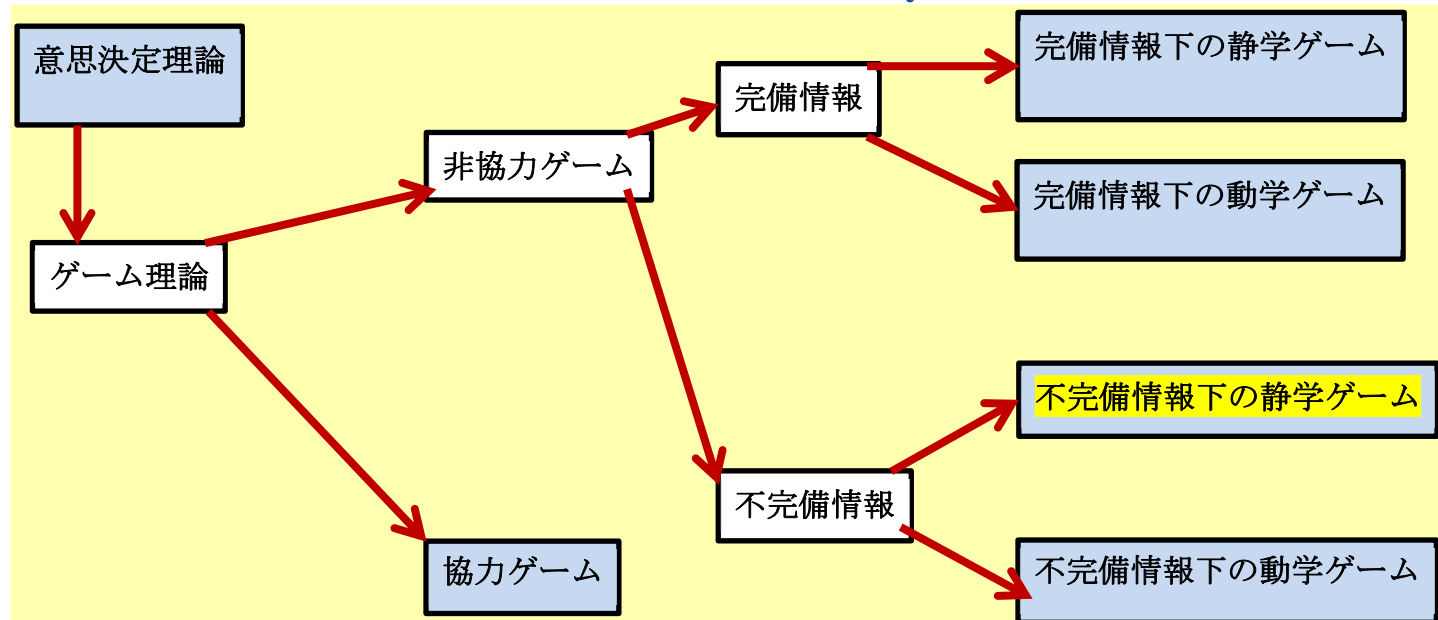 意思決定理論
ゲーム理論
非協力ゲーム
協力ゲーム
完備情報
不完備情報
完備情報下の静学ゲーム
完備情報下の動学ゲーム
不完備情報下の静学ゲーム
不完備情報下の動学ゲーム